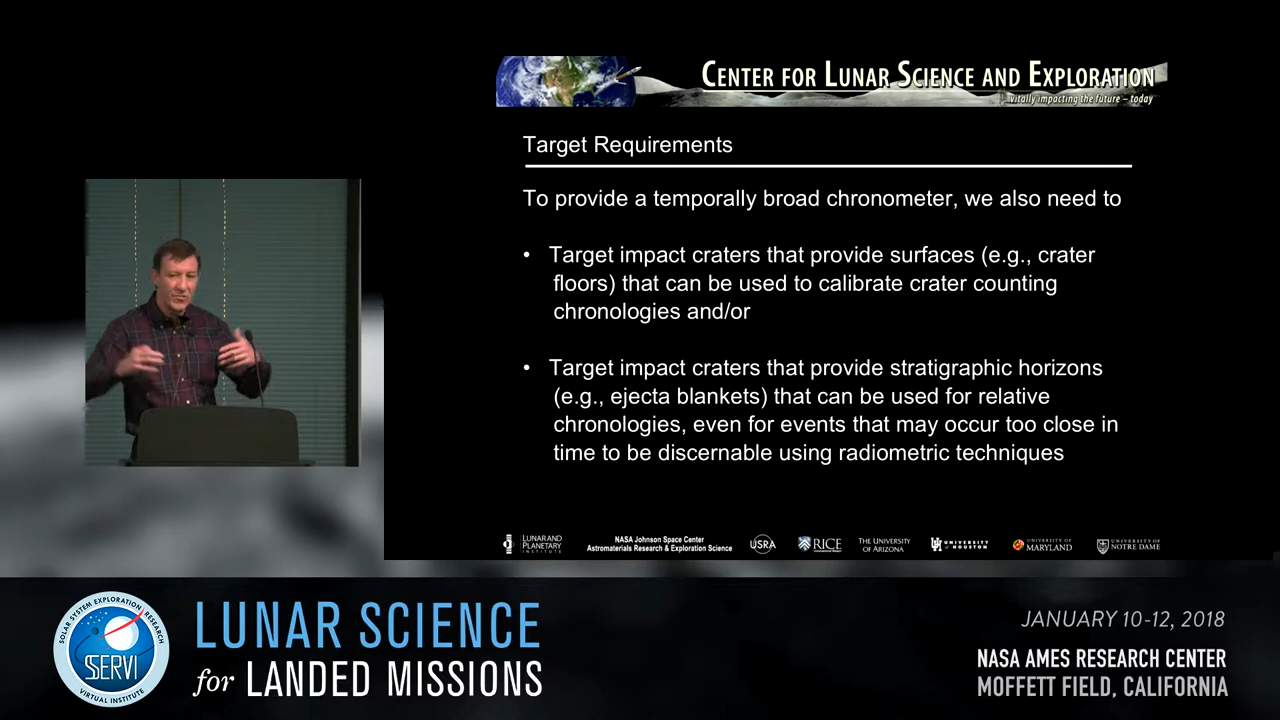 CENTER FOR LUNAR SCIENCE AND EXPLORATION
vitally impacting the future – today
Target Requirements
To provide a temporally broad chronometer, we also need to
• Target impact craters that provide surfaces (e.g., crater
floors) that can be used to calibrate crater counting
chronologies and/or
• Target impact craters that provide stratigraphic horizons
(e.g., ejecta blankets) that can be used for relative
chronologies, even for events that may occur too close in
time to be discernable using radiometric techniques
LUNAR AND
PLANETARY
INSTITUTE
NASA Johnson Space Center
Astromaterials Research & Exploration Science
USRA
RICE
THE UNIVERSITY
OF ARIZONA
UNIVERSITY of
HOUSTON
UNIVERSITY OF
MARYLAND
UNIVERSITY OF
NOTRE DAME
SOLAR SYSTEM EXPLORATION RESEARCH
SSERVI
VIRTUAL INSTITUTE
LUNAR SCIENCE
for LANDED MISSIONS
JANUARY 10-12, 2018
NASA AMES RESEARCH CENTER
MOFFETT FIELD, CALIFORNIA